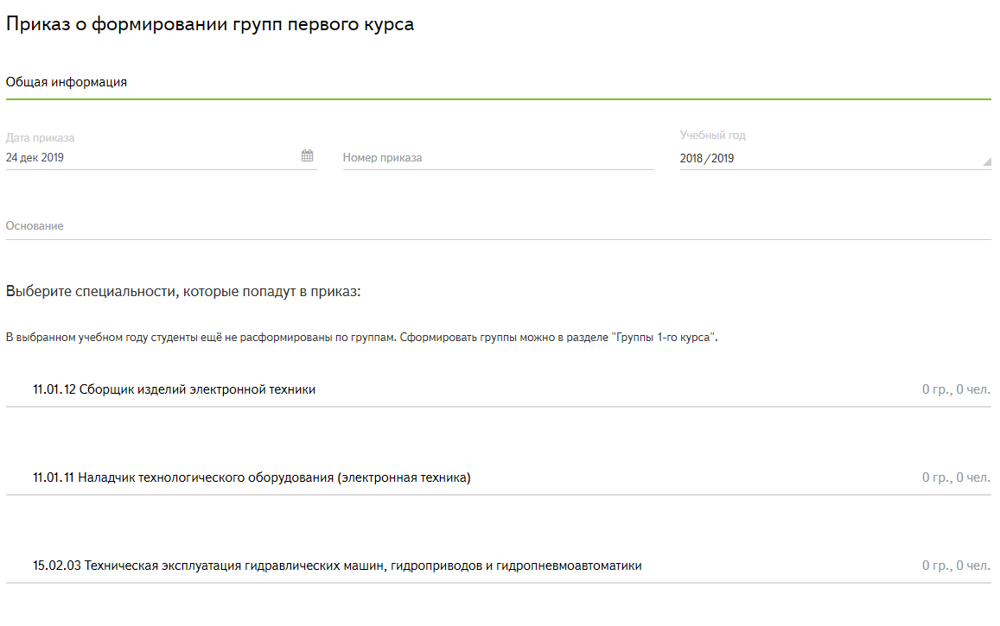 Приказ о формировании групп первого курса
Общая информация
Дата приказа
24 дек 2019
Номер приказа
Учебный год
2018/2019
Основание
Выберите специальности, которые попадут в приказ:
В выбранном учебном году студенты ещё не расформированы по группам. Сформировать группы можно в разделе "Группы 1-го курса".
11.01.12 Сборщик изделий электронной техники 0 гр., 0 чел.
11.01.11 Наладчик технологического оборудования (электронная техника) 0 гр., 0 чел.
15.02.03 Техническая эксплуатация гидравлических машин, гидроприводов и гидропневмоавтоматики 0 гр., 0 чел.